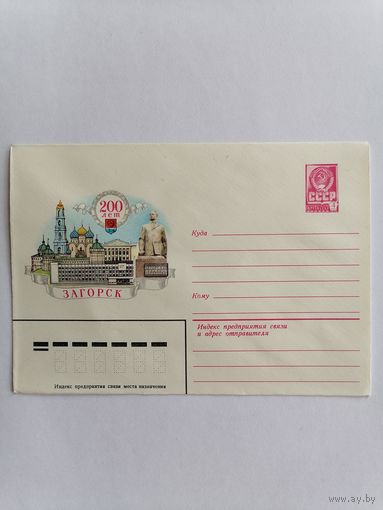 200
лет
ЗАГОРСК
СССР
Куда
Кому
Индекс предприятия связи
и адрес отправителя
Индекс предприятия связи места назначения
ay.by